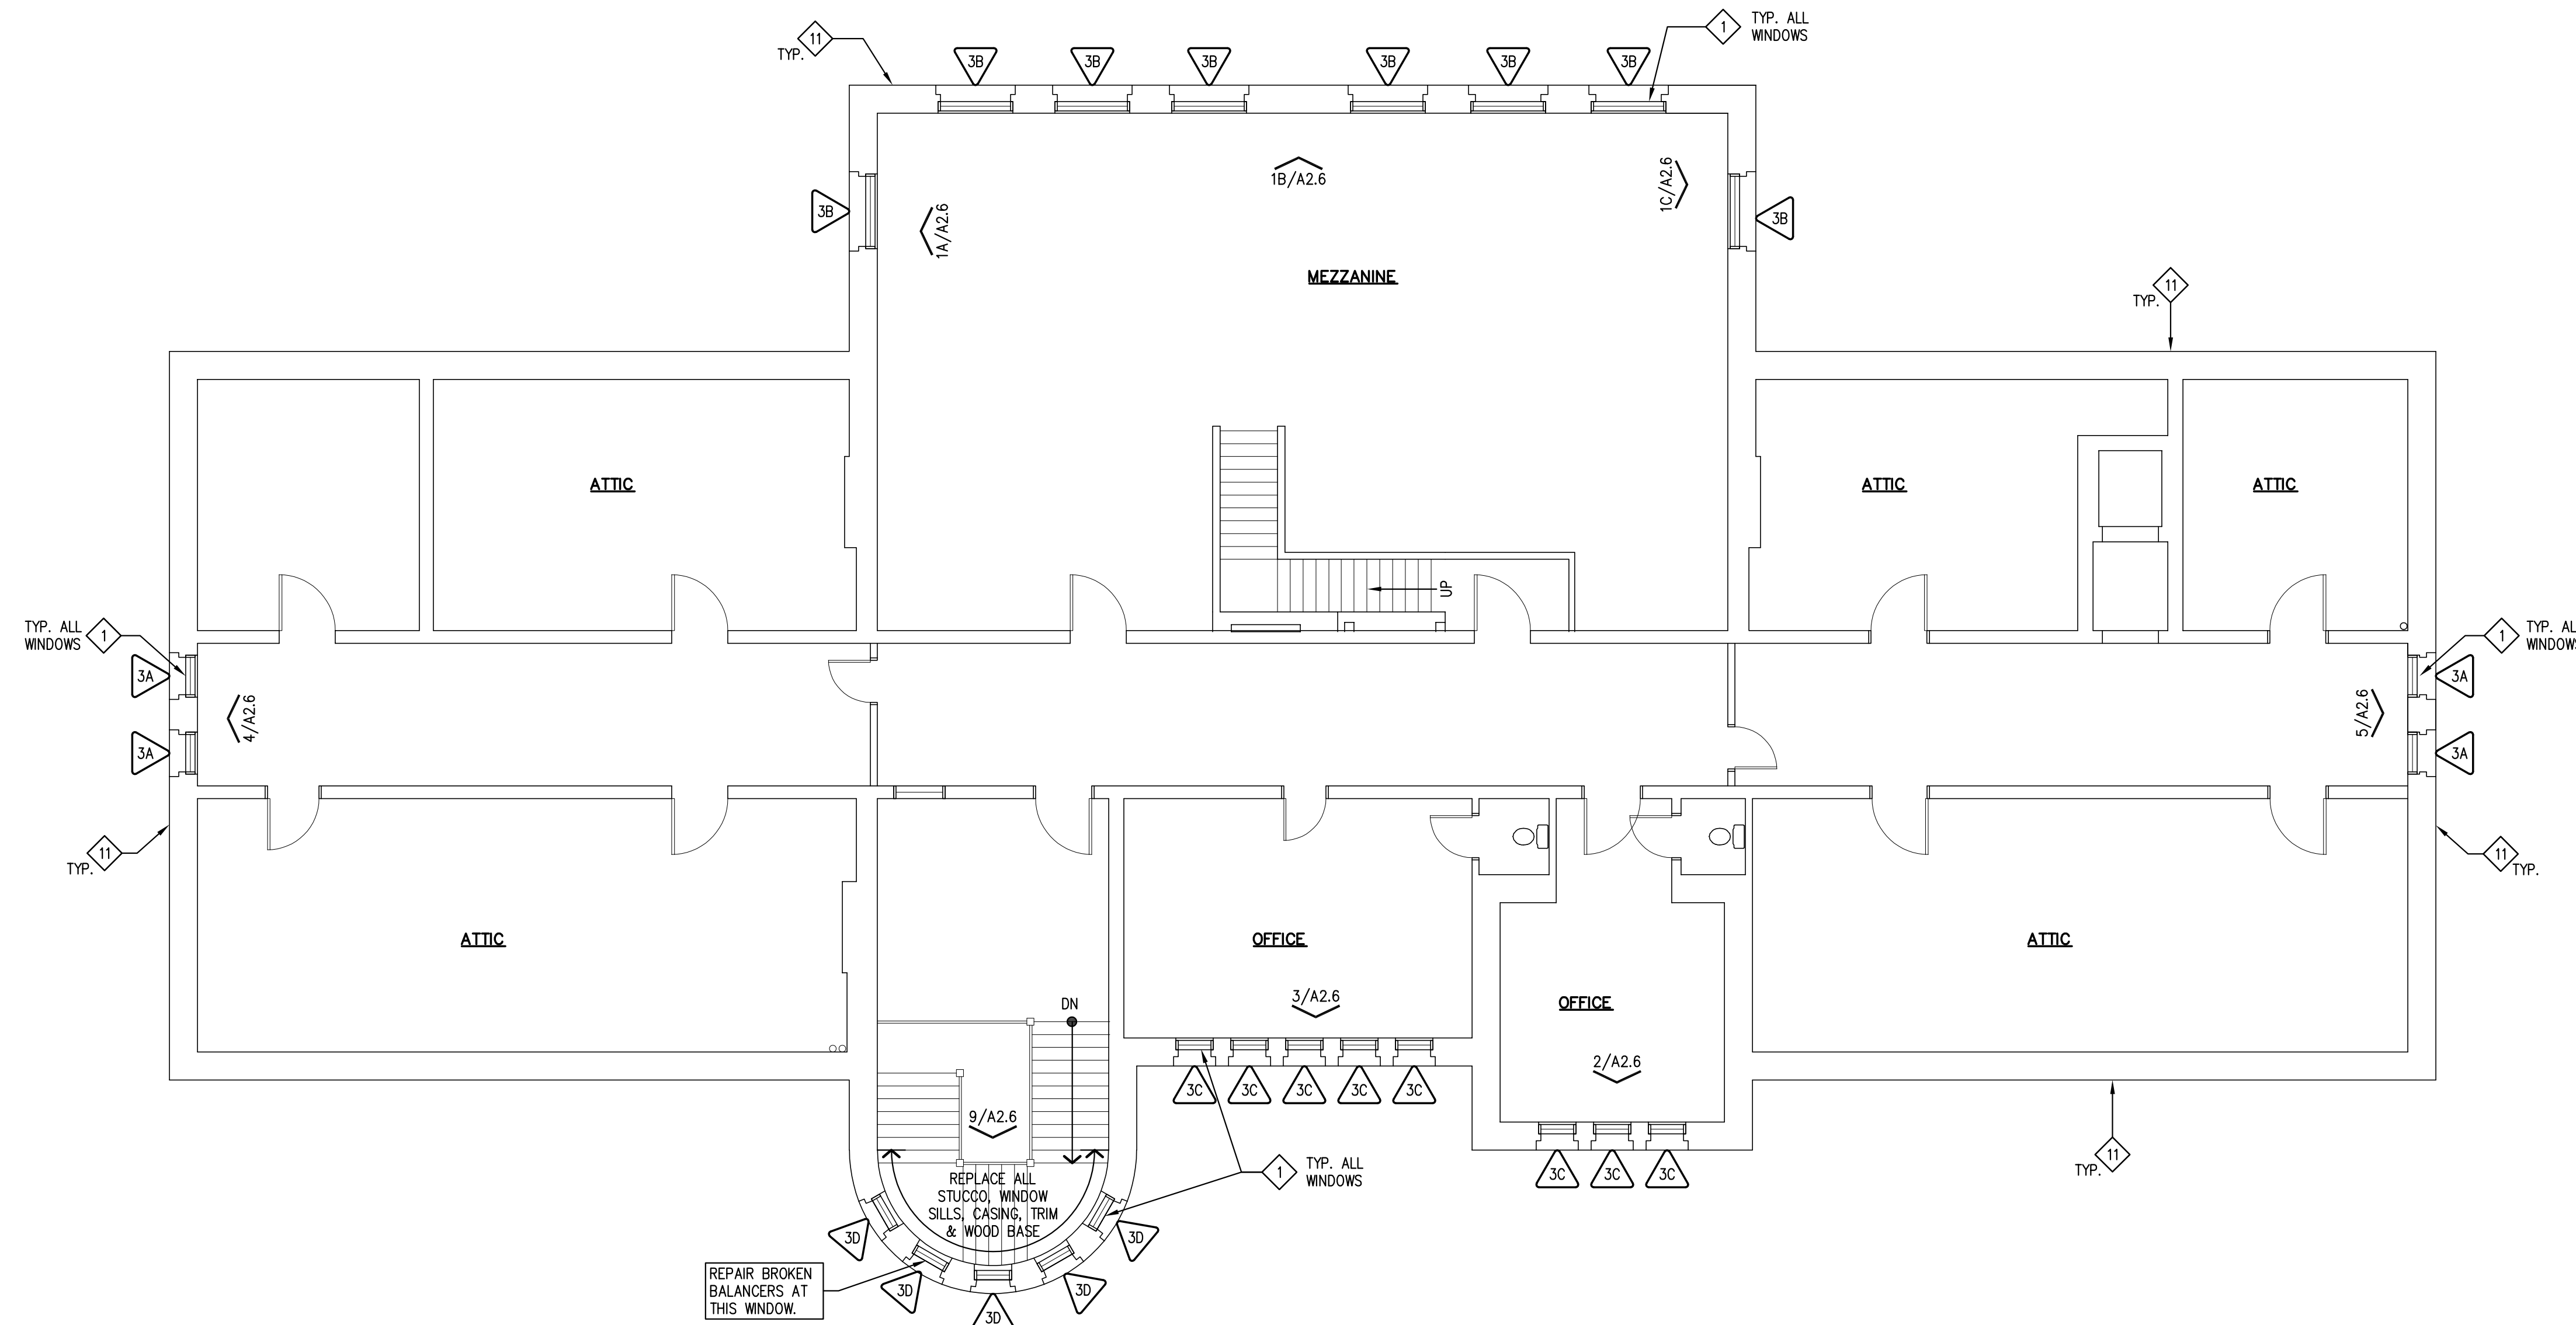 11
TYP.
3B
3B
3B
3B
3B
3B
1
TYP. ALL
WINDOWS
1B/A2.6
1C/A2.6
3B
1A/A2.6
3B
MEZZANINE
11
TYP.
ATTIC
ATTIC
ATTIC
UP
TYP. ALL
WINDOWS
1
1
TYP. AL
WINDOWS
3A
3A
4/A2.6
5/A2.6
3A
3A
11
TYP.
11
TYP.
ATTIC
OFFICE
ATTIC
3/A2.6
DN
OFFICE
2/A2.6
3C
3C
3C
3C
3C
9/A2.6
11
TYP.
1
TYP. ALL
WINDOWS
3C
3C
3C
REPLACE ALL
STUCCO, WINDOW
SILLS, CASING, TRIM
& WOOD BASE
3D
3D
REPAIR BROKEN
BALANCERS AT
THIS WINDOW.
3D
3D
3D